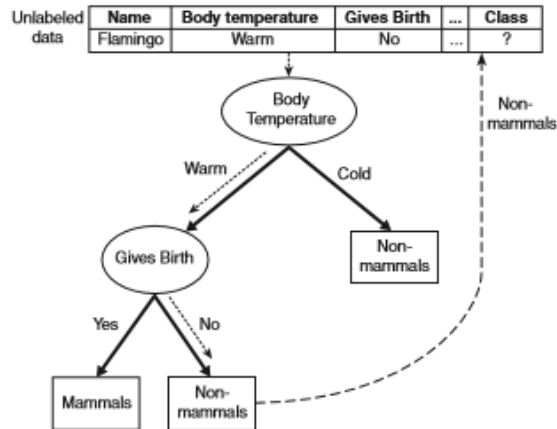 Unlabeled data
Name Body temperature Gives Birth ... Class
Flamingo Warm No ... ?
Body
Temperature
Non-
mammals
Warm
Cold
Gives Birth
Non-
mammals
Yes
No
Mammals
Non-
mammals